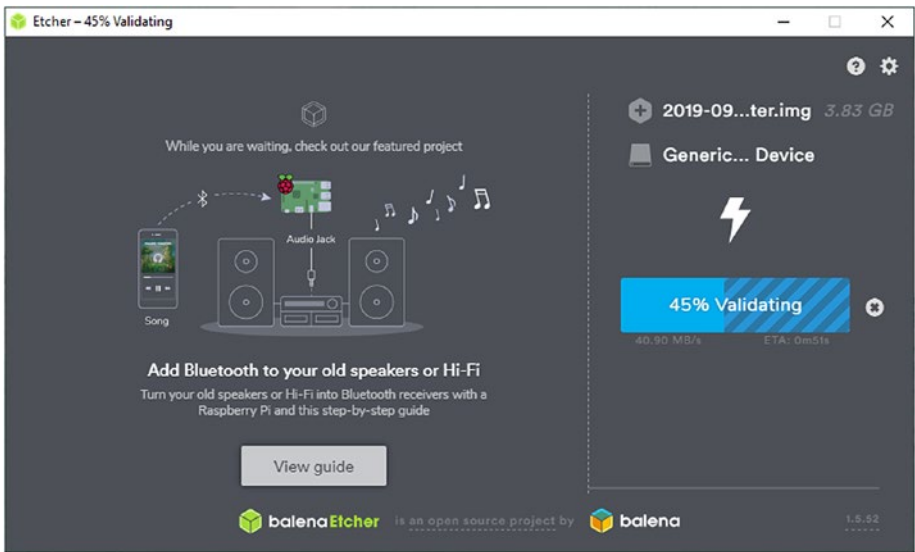 Etcher – 45% Validating
While you are waiting, check out our featured project
Audio Jack
Song
Add Bluetooth to your old speakers or Hi-Fi
Turn your old speakers or Hi-Fi into Bluetooth receivers with a
Raspberry Pi and this step-by-step guide
View guide
2019-09...ter.img 3.83 GB
Generic... Device
45% Validating
40.90 MB/s ETA: 0m51s
balenaEtcher is an open source project by balena 1.5.52